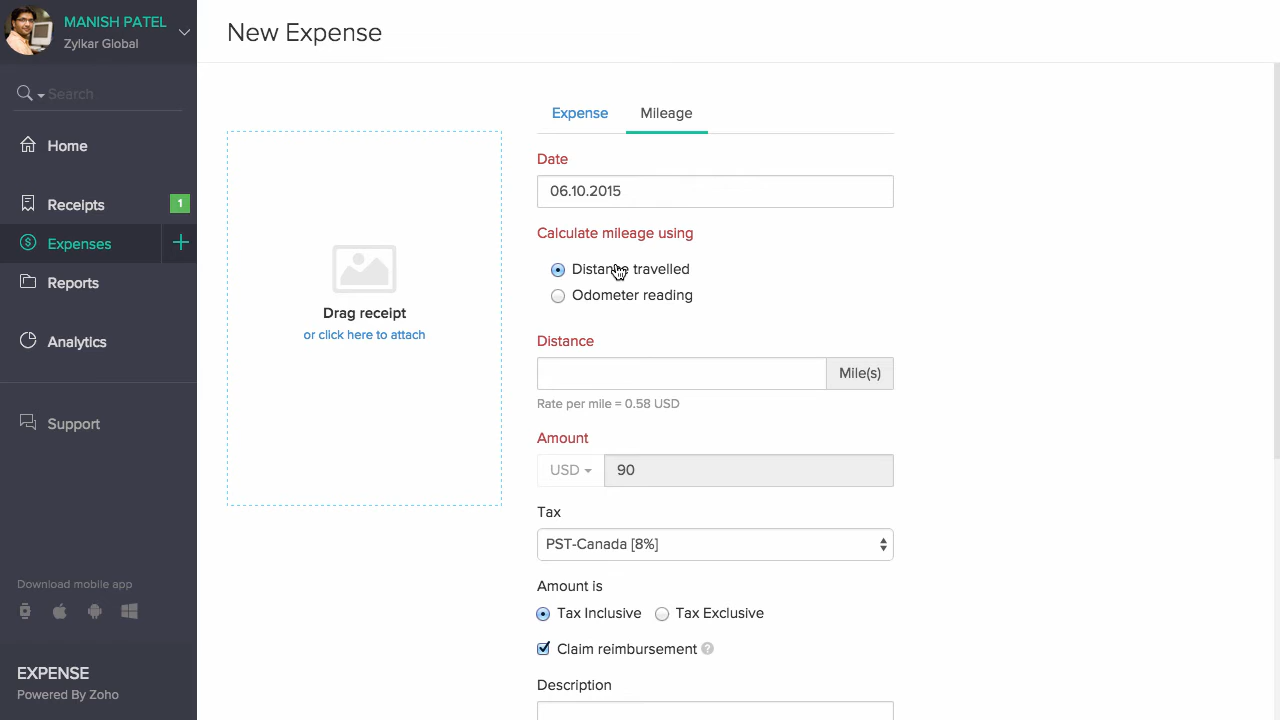 MANISH PATEL
Zylkar Global
Search
Home
Receipts
1
Expenses
+
Reports
Analytics
Support
Download mobile app
EXPENSE
Powered By Zoho
New Expense
Drag receipt
or click here to attach
Expense
Mileage
Date
06.10.2015
Calculate mileage using
Distance travelled
Odometer reading
Distance
Mile(s)
Rate per mile = 0.58 USD
Amount
USD
90
Tax
PST-Canada [8%]
Amount is
Tax Inclusive
Tax Exclusive
Claim reimbursement ?
Description